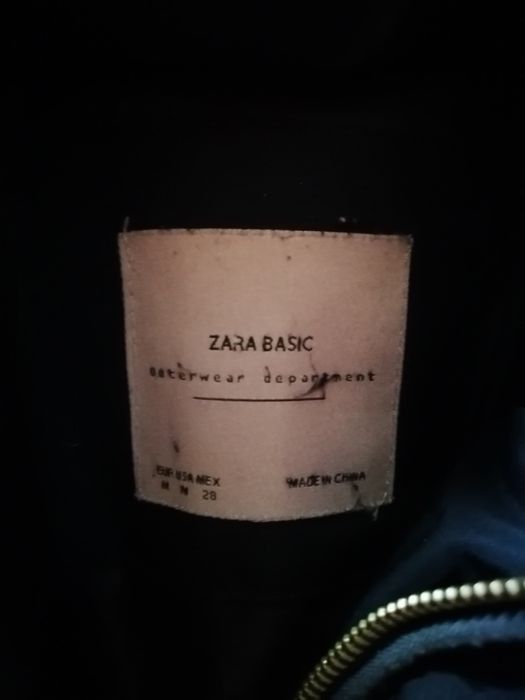 ZARA BASIC
outerwear department
EUR USA MEX
M M 28
MADE IN CHINA